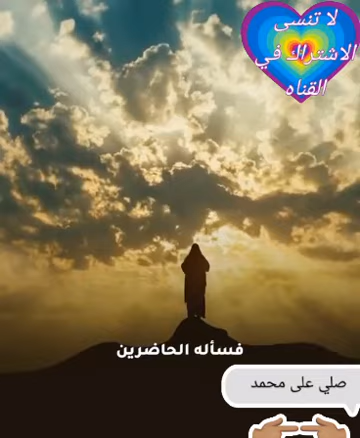 لا تنسى
الاشتراك في
القناه
فسأله الحاضرين
صلي على محمد